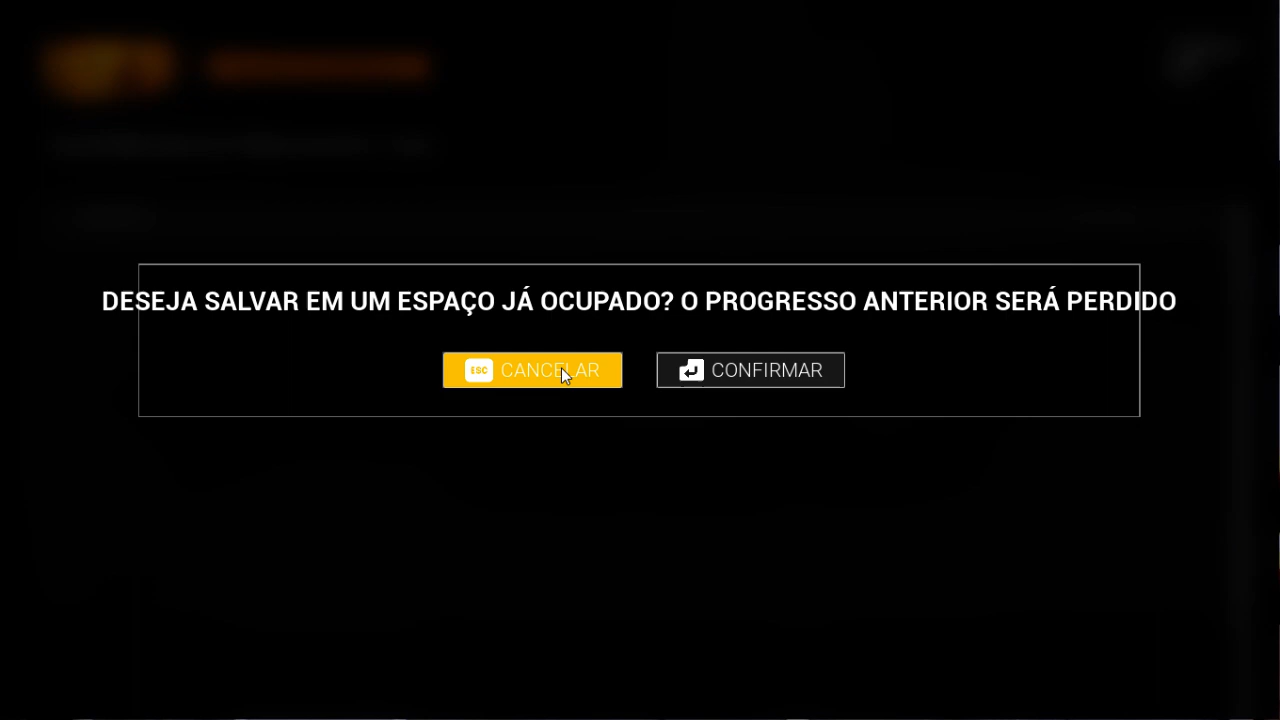 DESEJA SALVAR EM UM ESPAÇO JÁ OCUPADO? O PROGRESSO ANTERIOR SERÁ PERDIDO
ESC CANCELAR
CONFIRMAR